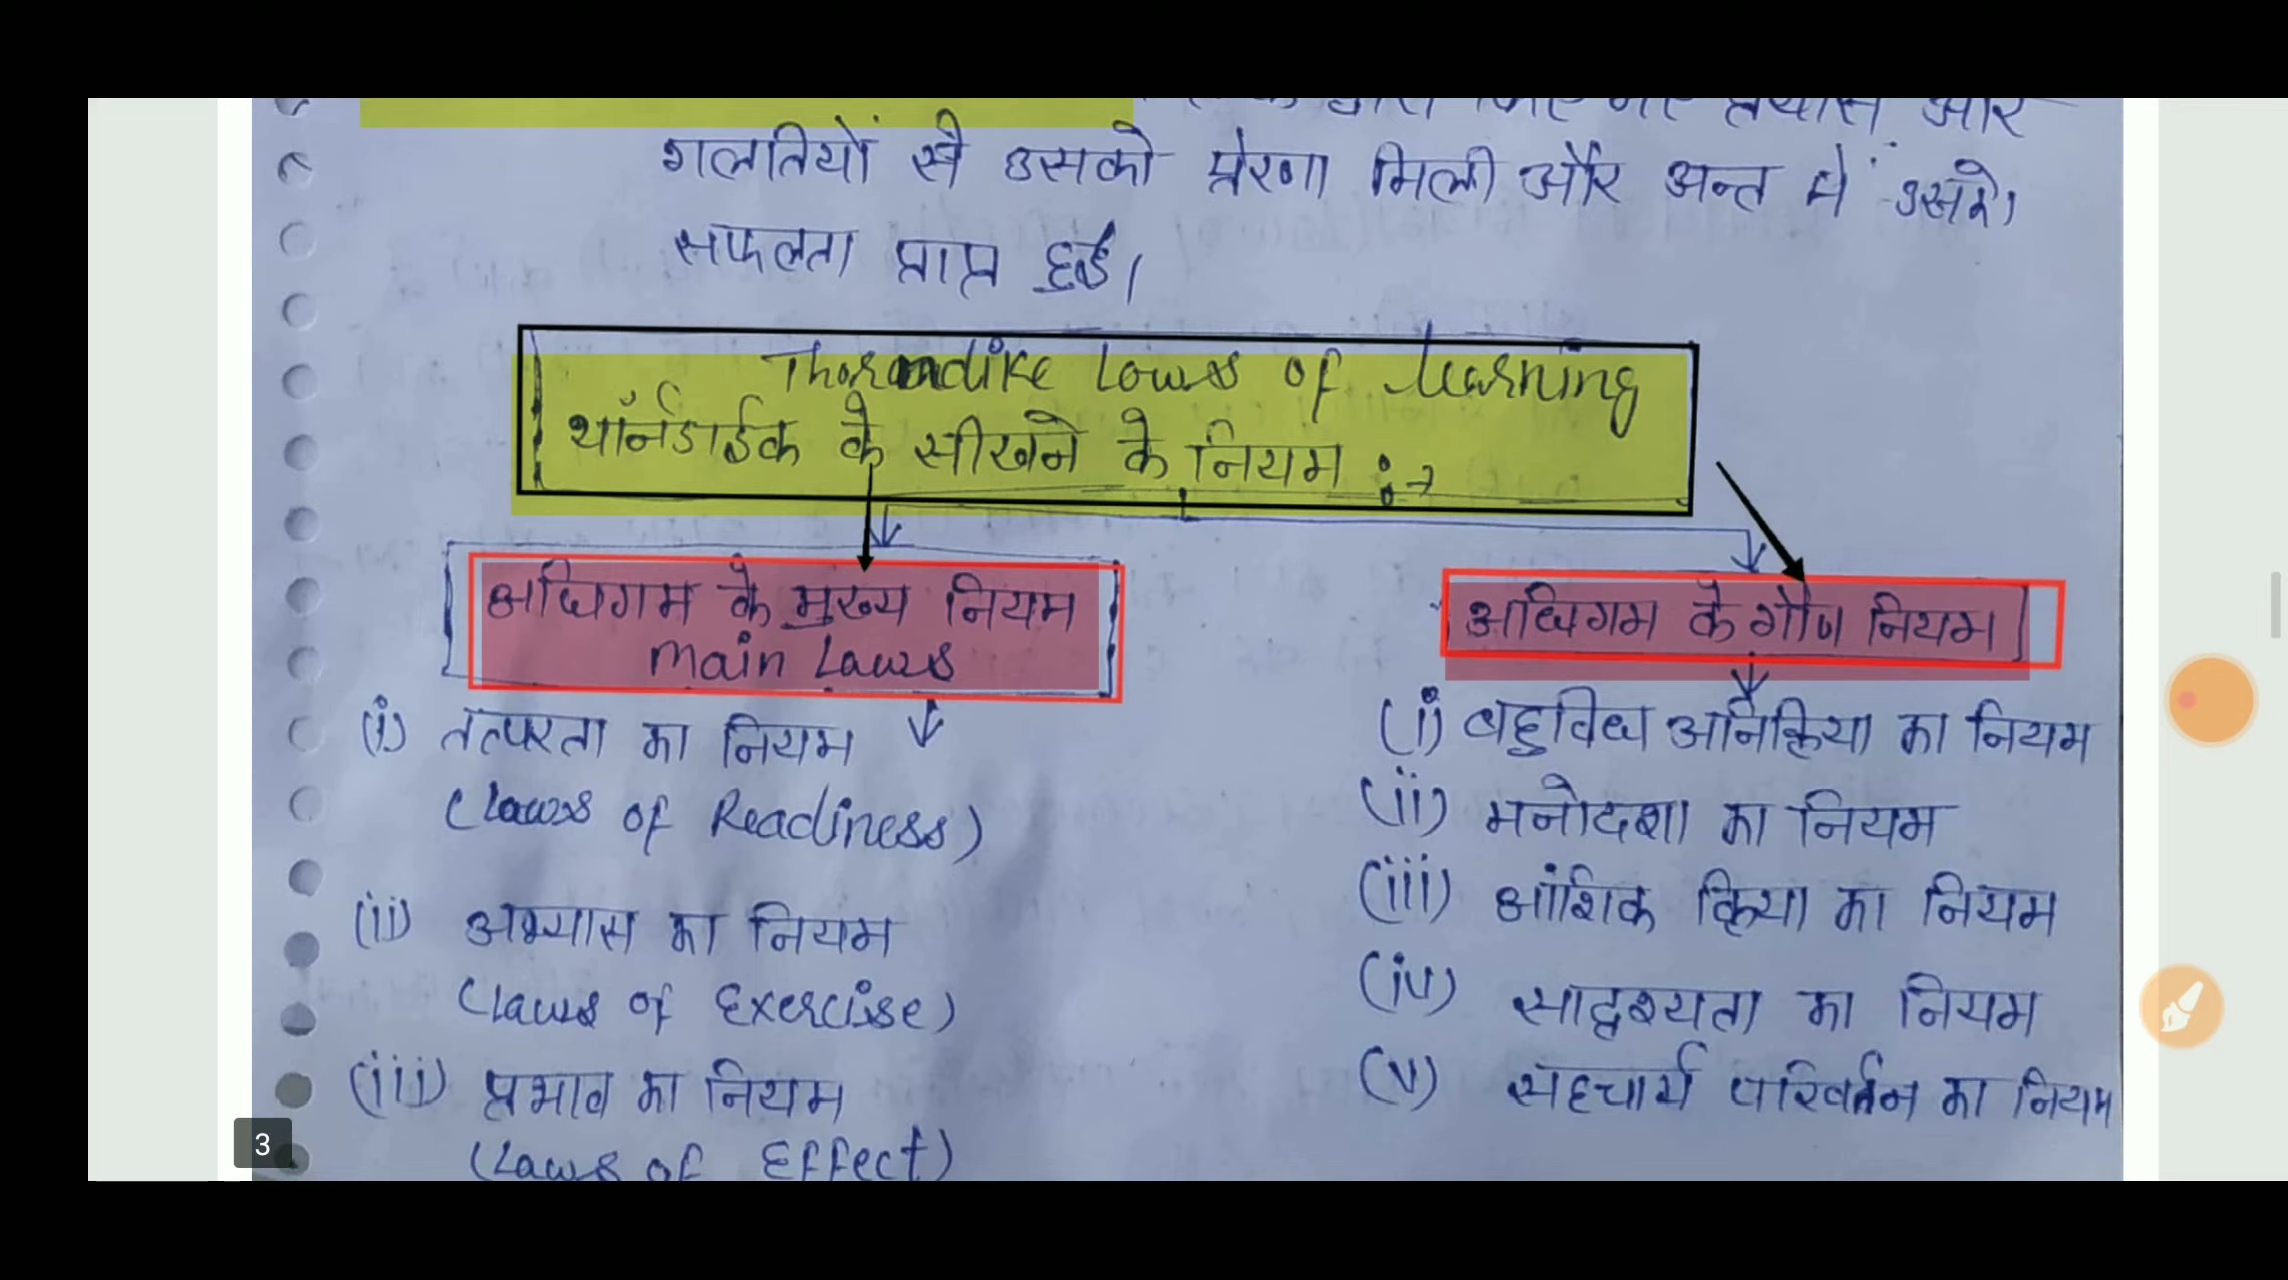 और
गलतियों से उसको प्रेरणा मिली और अन्त में उसने
सफलता प्राप्त हुई।
Thorndike Laws of learning
थॉर्नडाईक के सीखने के नियम :→
अधिगम के मुख्य नियम
Main Laws
(i) तत्परता का नियम
(Laws of Readiness)
(ii) अभ्यास का नियम
(Laws of Exercise)
(iii) प्रभाव का नियम
(Laws of Effect)
अधिगम के गौण नियम
(i) बहुविध अनुक्रिया का नियम
(ii) मनोदशा का नियम
(iii) आंशिक क्रिया का नियम
(iv) सादृश्यता का नियम
(v) सहचार्य परिवर्तन का नियम
3